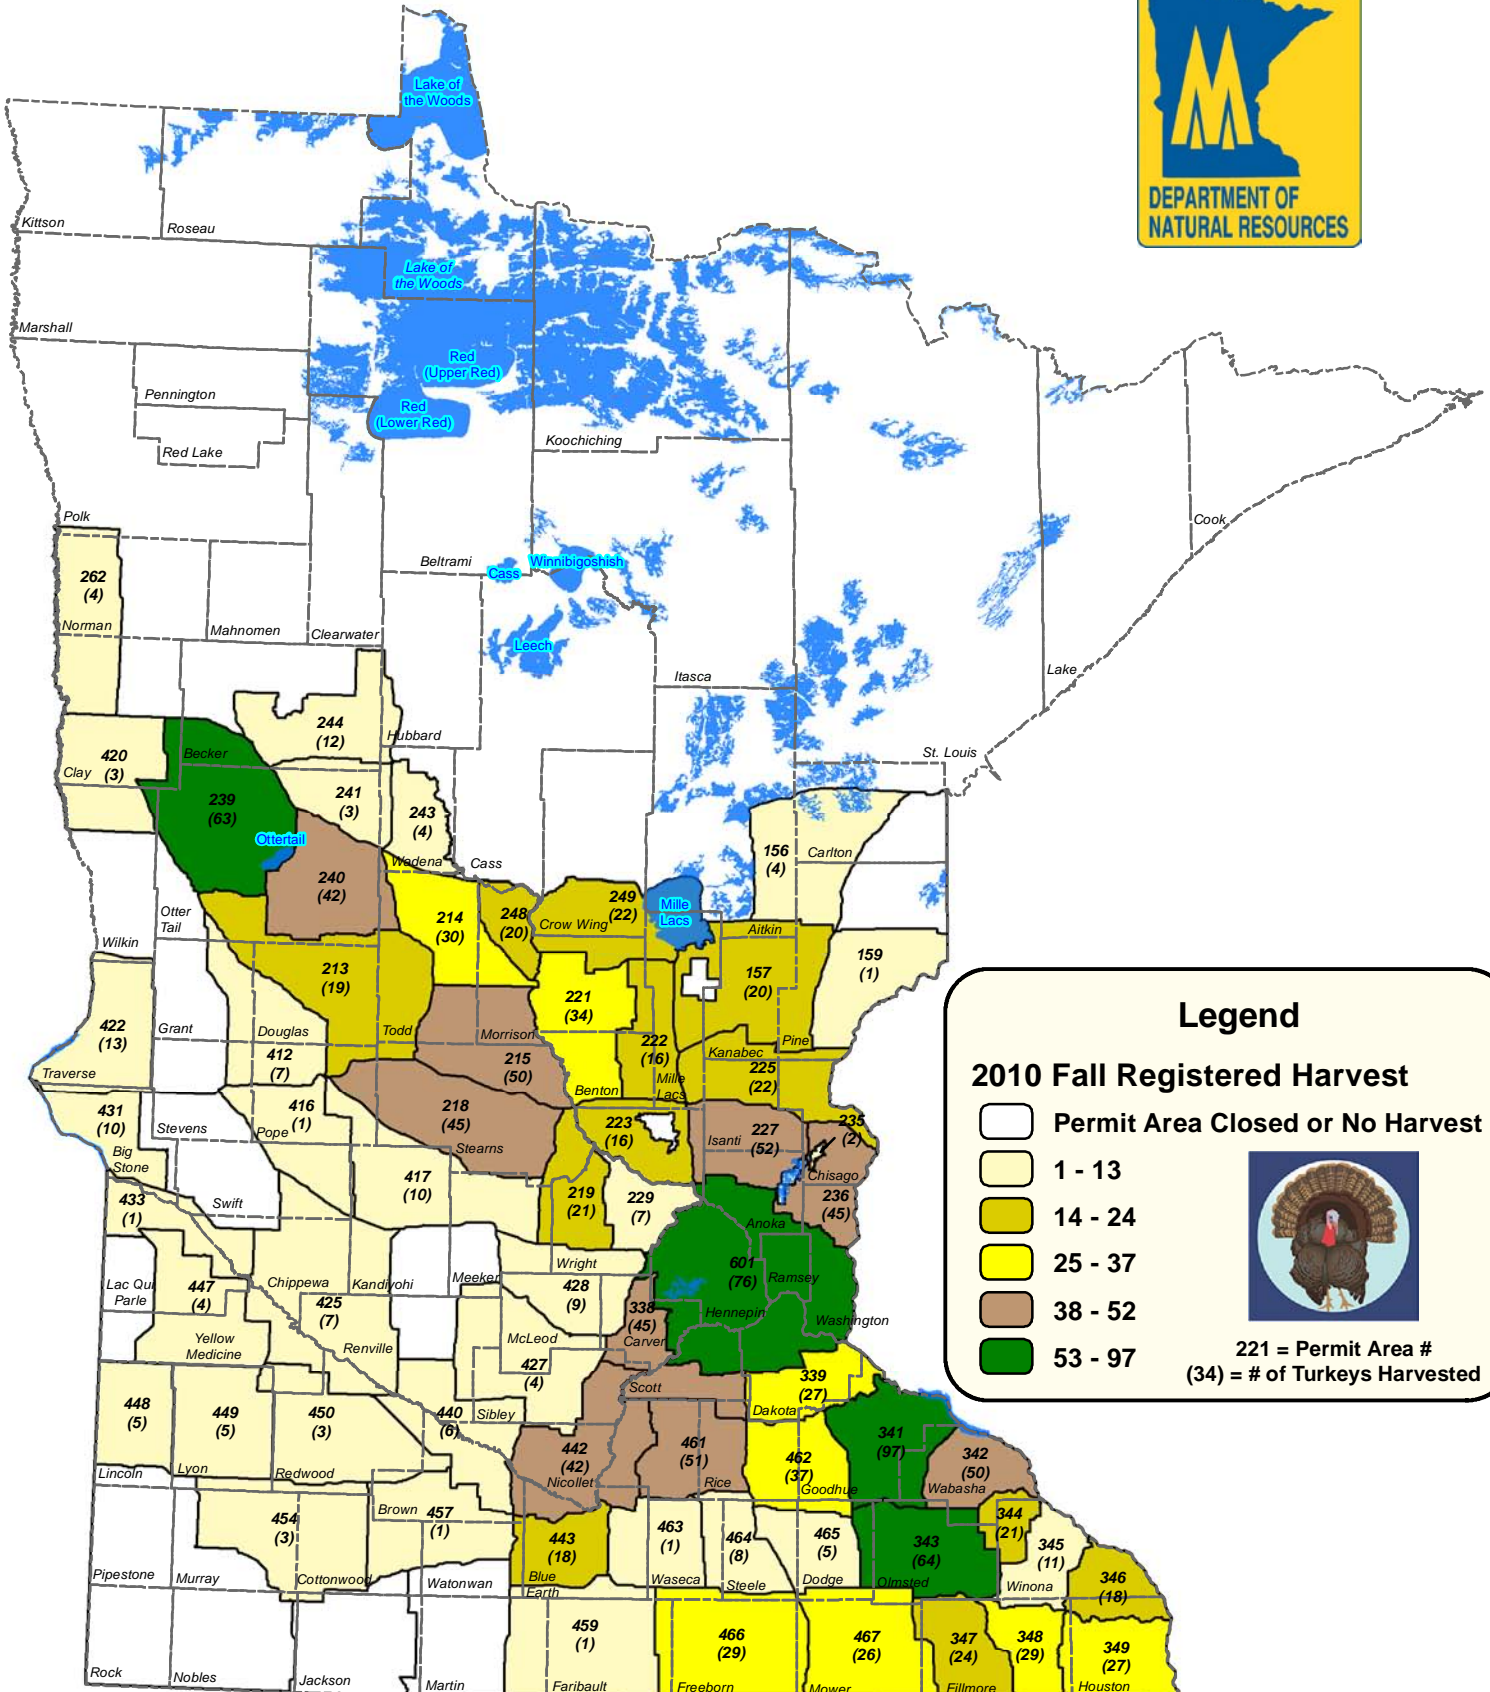 Lake of
the Woods
DEPARTMENT OF
NATURAL RESOURCES
Kittson
Roseau
Lake of
the Woods
Marshall
Red
(Upper Red)
Pennington
Red
(Lower Red)
Red Lake
Koochiching
Polk
Cook
Beltrami
Winnibigoshish
Cass
262
(4)
Norman
Mahnomen
Clearwater
Leech
Itasca
Lake
244
(12)
Hubbard
St. Louis
420
(3)
Clay
Becker
239
(63)
241
(3)
243
(4)
Ottertail
156
(4)
Carlton
Wadena
Cass
240
(42)
214
(30)
248
(20)
249
(22)
Crow Wing
Mille
Lacs
Otter
Tail
Aitkin
Wilkin
159
(1)
213
(19)
157
(20)
221
(34)
422
(13)
Grant
Douglas
Todd
Morrison
222
(16)
Pine
412
(7)
215
(50)
Kanabec
225
(22)
Traverse
Benton
Mille
Lacs
431
(10)
Stevens
416
(1)
Pope
218
(45)
Stearns
223
(16)
Isanti
227
(52)
235
(2)
Big
Stone
Chisago
417
(10)
219
(21)
229
(7)
236
(45)
433
(1)
Swift
Anoka
Wright
601
(76)
Ramsey
Lac Qui
Parle
447
(4)
Chippewa
Kandiyohi
Meeker
428
(9)
425
(7)
338
(45)
Carver
Hennepin
Washington
Yellow
Medicine
Renville
McLeod
427
(4)
339
(27)
Scott
Dakota
448
(5)
449
(5)
450
(3)
440
(6)
Sibley
341
(97)
442
(42)
Nicollet
461
(51)
Rice
462
(37)
Goodhue
342
(50)
Wabasha
Lincoln
Lyon
Redwood
454
(3)
Brown
457
(1)
443
(18)
463
(1)
464
(8)
465
(5)
343
(64)
344
(21)
345
(11)
Pipestone
Murray
Cottonwood
Watonwan
Blue
Earth
Waseca
Steele
Dodge
Olmsted
Winona
346
(18)
459
(1)
466
(29)
467
(26)
347
(24)
348
(29)
349
(27)
Rock
Nobles
Jackson
Martin
Faribault
Freeborn
Mower
Fillmore
Houston
Legend
2010 Fall Registered Harvest
Permit Area Closed or No Harvest
1 - 13
14 - 24
25 - 37
38 - 52
53 - 97
221 = Permit Area #
(34) = # of Turkeys Harvested